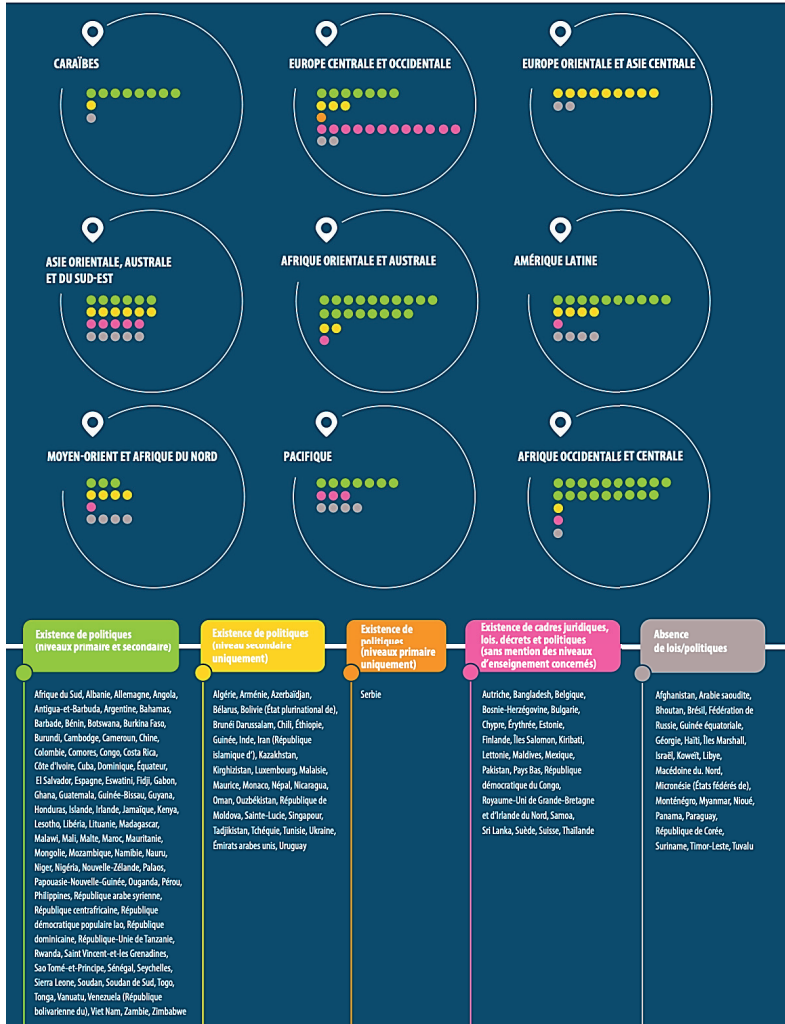 CARAÏBES
EUROPE CENTRALE ET OCCIDENTALE
EUROPE ORIENTALE ET ASIE CENTRALE
ASIE ORIENTALE, AUSTRALE
ET DU SUD-EST
AFRIQUE ORIENTALE ET AUSTRALE
AMÉRIQUE LATINE
MOYEN-ORIENT ET AFRIQUE DU NORD
PACIFIQUE
AFRIQUE OCCIDENTALE ET CENTRALE
Existence de politiques
(niveaux primaire et secondaire)
Afrique du Sud, Albanie, Allemagne, Angola,
Antigua-et-Barbuda, Argentine, Bahamas,
Barbade, Bénin, Botswana, Burkina Faso,
Burundi, Cambodge, Cameroun, Chine,
Colombie, Comores, Congo, Costa Rica,
Côte d'Ivoire, Cuba, Dominique, Équateur,
El Salvador, Espagne, Eswatini, Fidji, Gabon,
Ghana, Guatemala, Guinée-Bissau, Guyana,
Honduras, Islande, Irlande, Jamaïque, Kenya,
Lesotho, Libéria, Lituanie, Madagascar,
Malawi, Mali, Malte, Maroc, Mauritanie,
Mongolie, Mozambique, Namibie, Nauru,
Niger, Nigéria, Nouvelle-Zélande, Palaos,
Papouasie-Nouvelle-Guinée, Ouganda, Pérou,
Philippines, République arabe syrienne,
République centrafricaine, République
démocratique populaire lao, République
dominicaine, République-Unie de Tanzanie,
Rwanda, Saint Vincent-et-les Grenadines,
Sao Tomé-et-Principe, Sénégal, Seychelles,
Sierra Leone, Soudan, Soudan de Sud, Togo,
Tonga, Vanuatu, Venezuela (République
bolivarienne du), Viet Nam, Zambie, Zimbabwe
Existence de politiques
(niveau secondaire
uniquement)
Algérie, Arménie, Azerbaïdjan,
Bélarus, Bolivie (État plurinational de),
Brunéi Darussalam, Chili, Éthiopie,
Guinée, Inde, Iran (République
islamique d'), Kazakhstan,
Kirghizistan, Luxembourg, Malaisie,
Maurice, Monaco, Népal, Nicaragua,
Oman, Ouzbékistan, République de
Moldova, Sainte-Lucie, Singapour,
Tadjikistan, Tchéquie, Tunisie, Ukraine,
Émirats arabes unis, Uruguay
Existence de
politiques
(niveaux primaire
uniquement)
Serbie
Existence de cadres juridiques,
lois, décrets et politiques
(sans mention des niveaux
d'enseignement concernés)
Autriche, Bangladesh, Belgique,
Bosnie-Herzégovine, Bulgarie,
Chypre, Érythrée, Estonie,
Finlande, Îles Salomon, Kiribati,
Lettonie, Maldives, Mexique,
Pakistan, Pays Bas, République
démocratique du Congo,
Royaume-Uni de Grande-Bretagne
et d'Irlande du Nord, Samoa,
Sri Lanka, Suède, Suisse, Thaïlande
Absence
de lois/politiques
Afghanistan, Arabie saoudite,
Bhoutan, Brésil, Fédération de
Russie, Guinée équatoriale,
Géorgie, Haïti, Îles Marshall,
Israël, Koweït, Libye,
Macédoine du Nord,
Micronésie (États fédérés de),
Monténégro, Myanmar, Nioué,
Panama, Paraguay,
République de Corée,
Suriname, Timor-Leste, Tuvalu